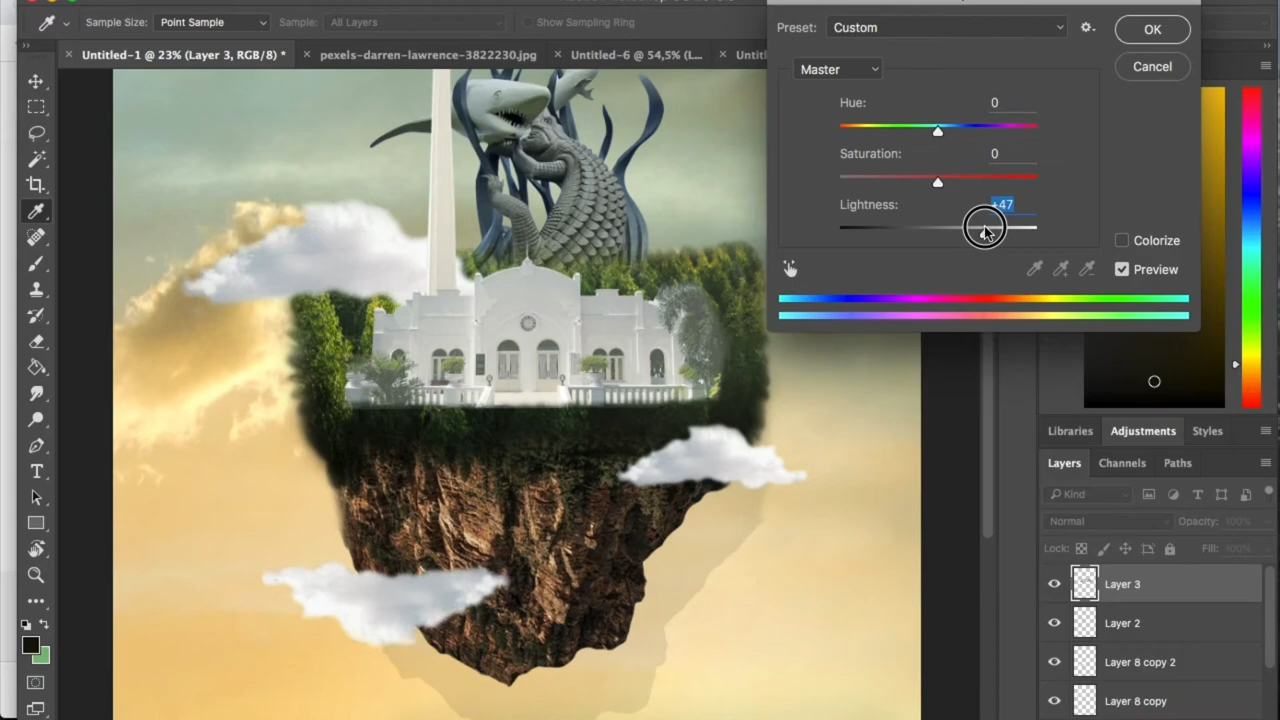 Sample Size: Point Sample Sample: All Layers Show Sampling Ring
Untitled-1 @ 23% (Layer 3, RGB/8) * pexels-darren-lawrence-3822230.jpg Untitled-6 @ 54,5% (L... Untit
Preset: Custom
OK
Cancel
Master
Hue: 0
Saturation: 0
Lightness: +47
Colorize
Preview
Libraries Adjustments Styles
Layers Channels Paths
Kind
Normal Opacity: 100%
Lock: Fill: 100%
Layer 3
Layer 2
Layer 8 copy 2
Layer 8 copy